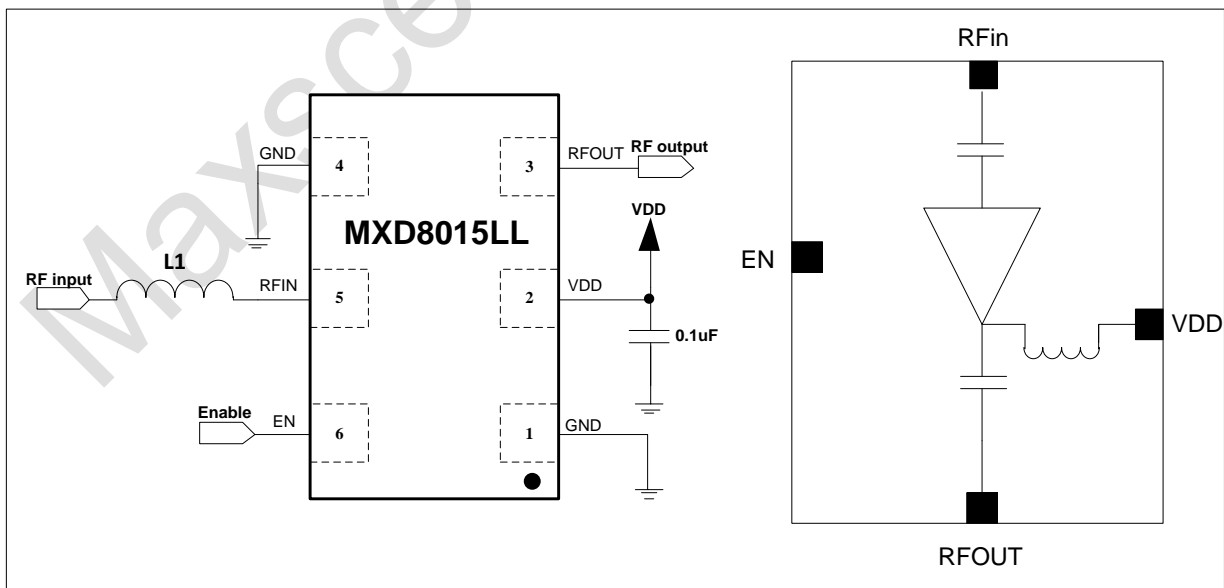 Maxsce
GND
4
3
RFOUT
RF output
MXD8015LL
VDD
L1
RF input
RFIN
5
2
VDD
0.1uF
Enable
EN
6
1
GND
RFin
EN
VDD
RFOUT